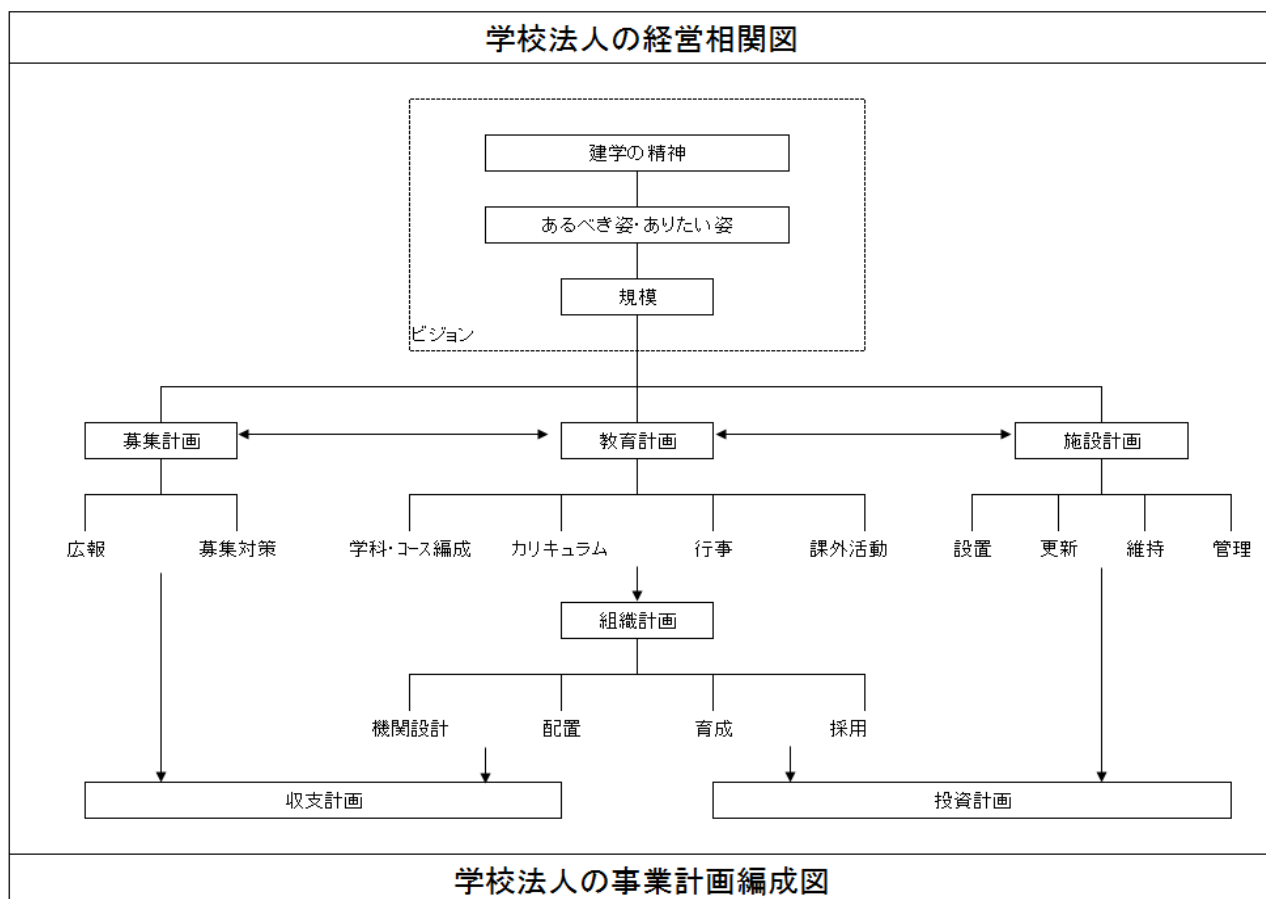 学校法人の経営相関図
建学の精神
あるべき姿・ありたい姿
規模
ビジョン
募集計画
教育計画
施設計画
広報
募集対策
学科・コース編成
カリキュラム
行事
課外活動
設置
更新
維持
管理
組織計画
機関設計
配置
育成
採用
収支計画
投資計画
学校法人の事業計画編成図